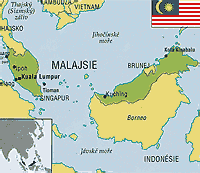 KAMBODŽA
VIETNAM
Thajský
(Siamský
záliv)
THAJSKO
Jihočínské
moře
MALAJSIE
BRUNEJ
Kota Kinabalu
Ipoh
Kuala Lumpur
Tioman
SINGAPUR
Kuching
Borneo
Jávské moře
INDONÉSIE